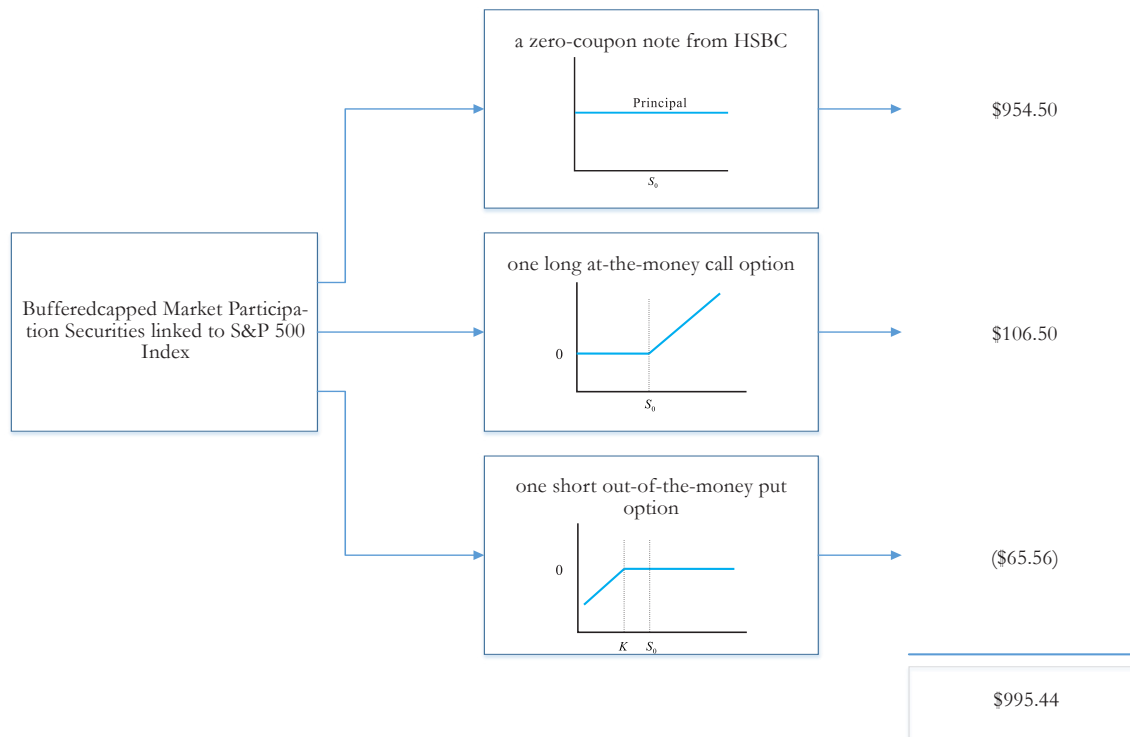 a zero-coupon note from HSBC
Principal
S₀
$954.50
Bufferedcapped Market Participa-
tion Securities linked to S&P 500
Index
one long at-the-money call option
0
S₀
$106.50
one short out-of-the-money put
option
0
K S₀
($65.56)
$995.44